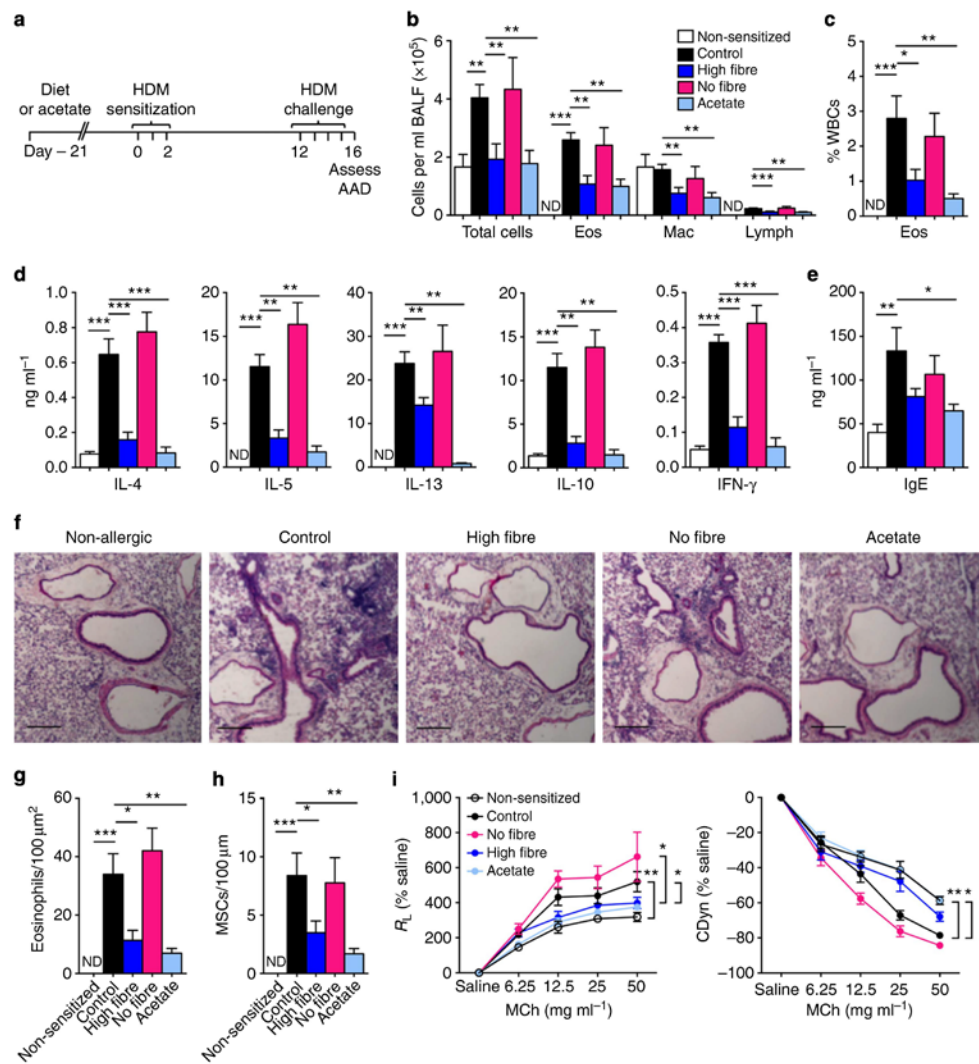 a
Diet
or acetate
HDM
sensitization
HDM
challenge
Day – 21
0
2
12
16
Assess
AAD
b
Cells per ml BALF (×10⁵)
6
4
2
0
Non-sensitized
Control
High fibre
No fibre
Acetate
**
**
**
***
**
**
**
**
***
**
ND
ND
Total cells
Eos
Mac
Lymph
c
% WBCs
5
4
3
2
1
0
**
*
***
ND
Eos
d
ng ml⁻¹
1.0
0.8
0.6
0.4
0.2
0.0
***
***
***
IL-4
20
15
10
5
0
**
**
***
ND
IL-5
40
30
20
10
0
**
**
***
ND
IL-13
20
15
10
5
0
**
**
***
IL-10
0.5
0.4
0.3
0.2
0.1
0.0
***
***
***
IFN-γ
e
ng ml⁻¹
200
150
100
50
0
*
**
IgE
f
Non-allergic
Control
High fibre
No fibre
Acetate
g
Eosinophils/100 μm²
60
40
20
0
**
*
***
ND
Non-sensitized
Control
High fibre
No fibre
Acetate
h
MSCs/100 μm
15
10
5
0
**
*
***
ND
Non-sensitized
Control
High fibre
No fibre
Acetate
i
R_L (% saline)
1,000
800
600
400
200
0
Non-sensitized
Control
No fibre
High fibre
Acetate
**
*
*
Saline 6.25 12.5 25 50
MCh (mg ml⁻¹)
CDyn (% saline)
0
−20
−40
−60
−80
−100
***
*
Saline 6.25 12.5 25 50
MCh (mg ml⁻¹)